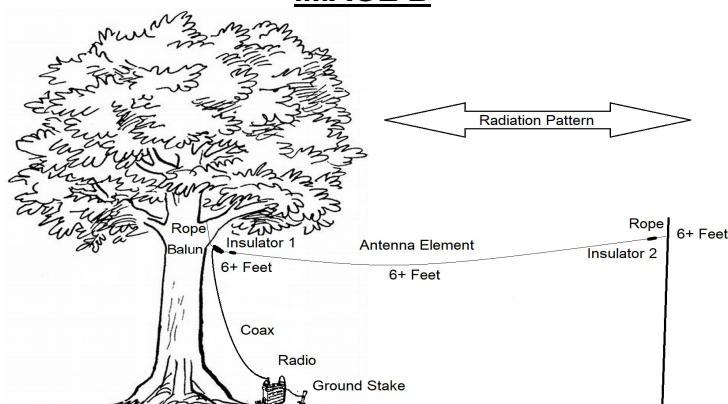 Radiation Pattern
Rope
Rope
6+ Feet
Balun
Insulator 1
Antenna Element
Insulator 2
6+ Feet
6+ Feet
Coax
Radio
Ground Stake